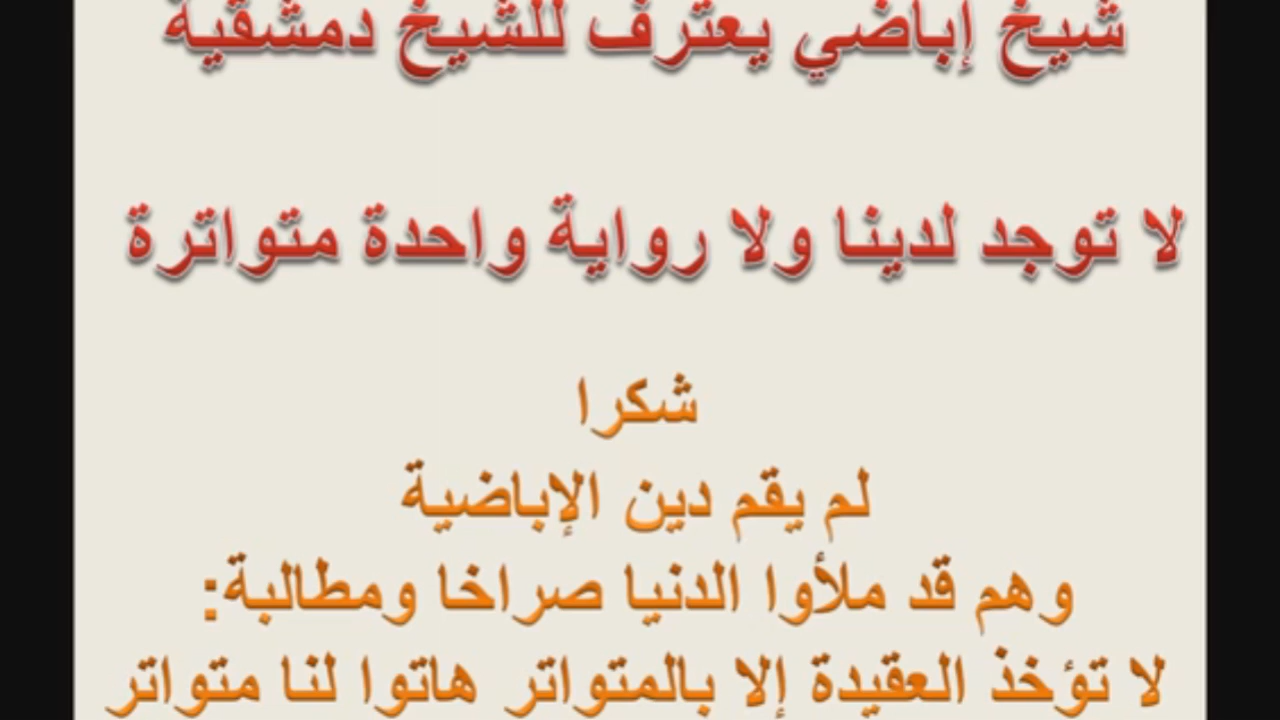 شيخ إباضي يعترف للشيخ دمشقية
لا توجد لدينا ولا رواية واحدة متواترة
شكرا
لم يقم دين الإباضية
وهم قد ملأوا الدنيا صراخا ومطالبة:
لا تؤخذ العقيدة إلا بالمتواتر هاتوا لنا متواتر